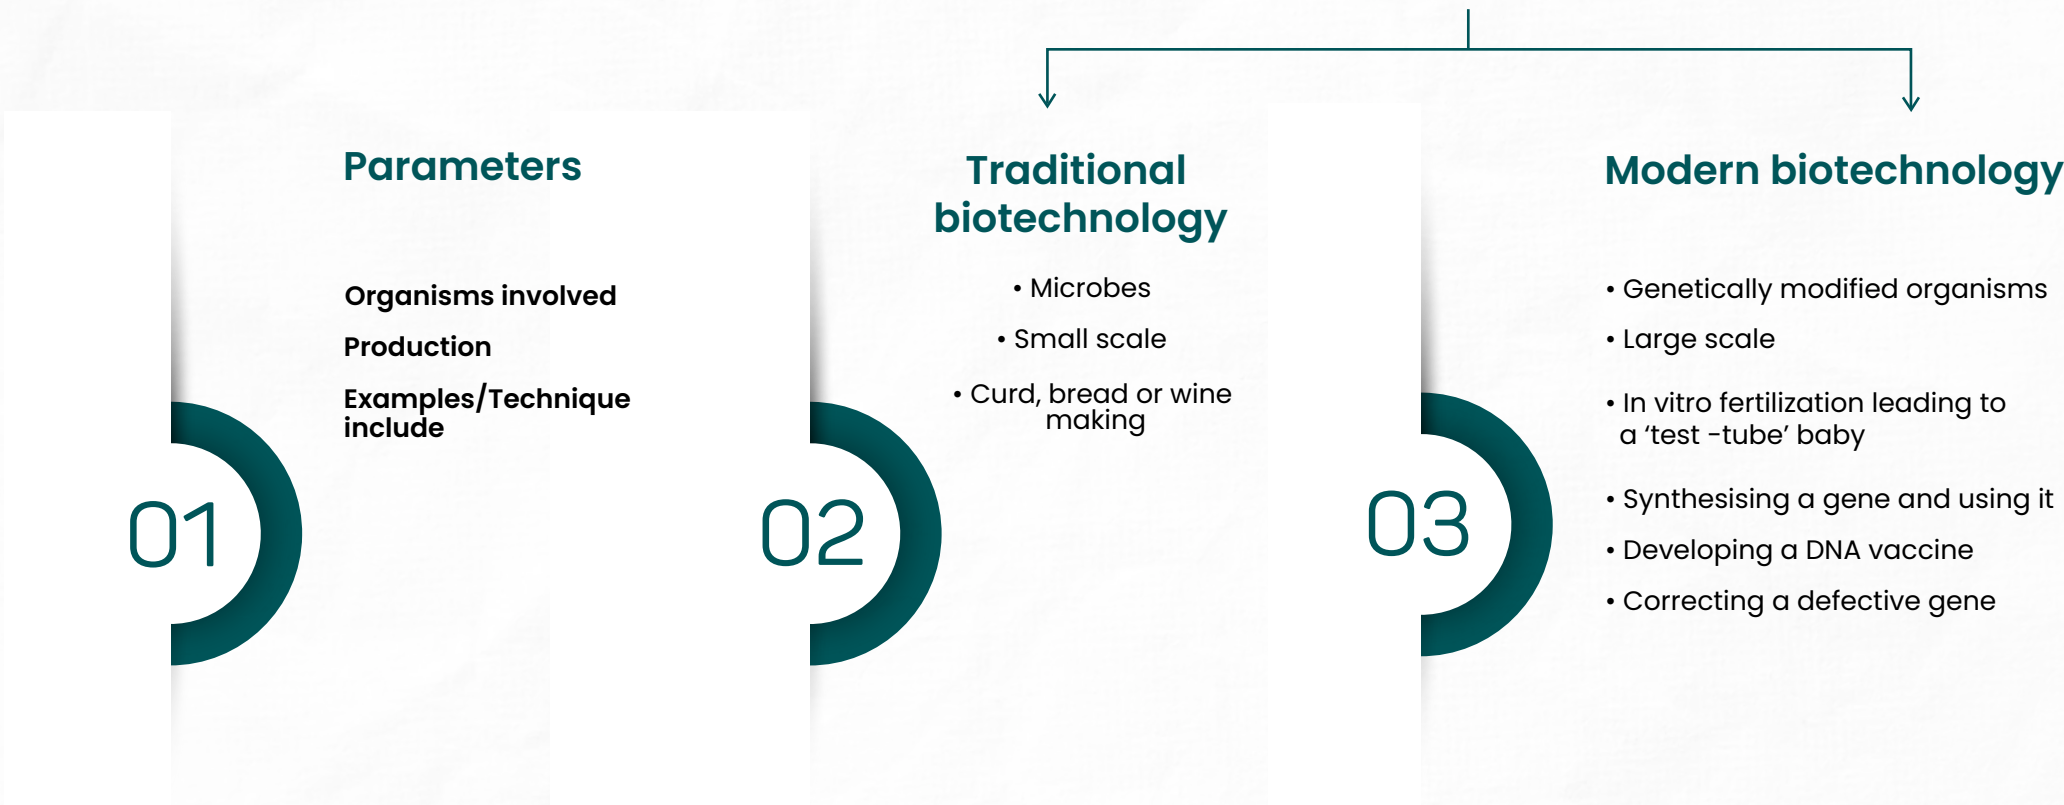 Parameters
Organisms involved
Production
Examples/Technique
include
01
Traditional
biotechnology
• Microbes
• Small scale
• Curd, bread or wine
making
02
Modern biotechnology
• Genetically modified organisms
• Large scale
• In vitro fertilization leading to
a ‘test -tube’ baby
• Synthesising a gene and using it
• Developing a DNA vaccine
• Correcting a defective gene
03